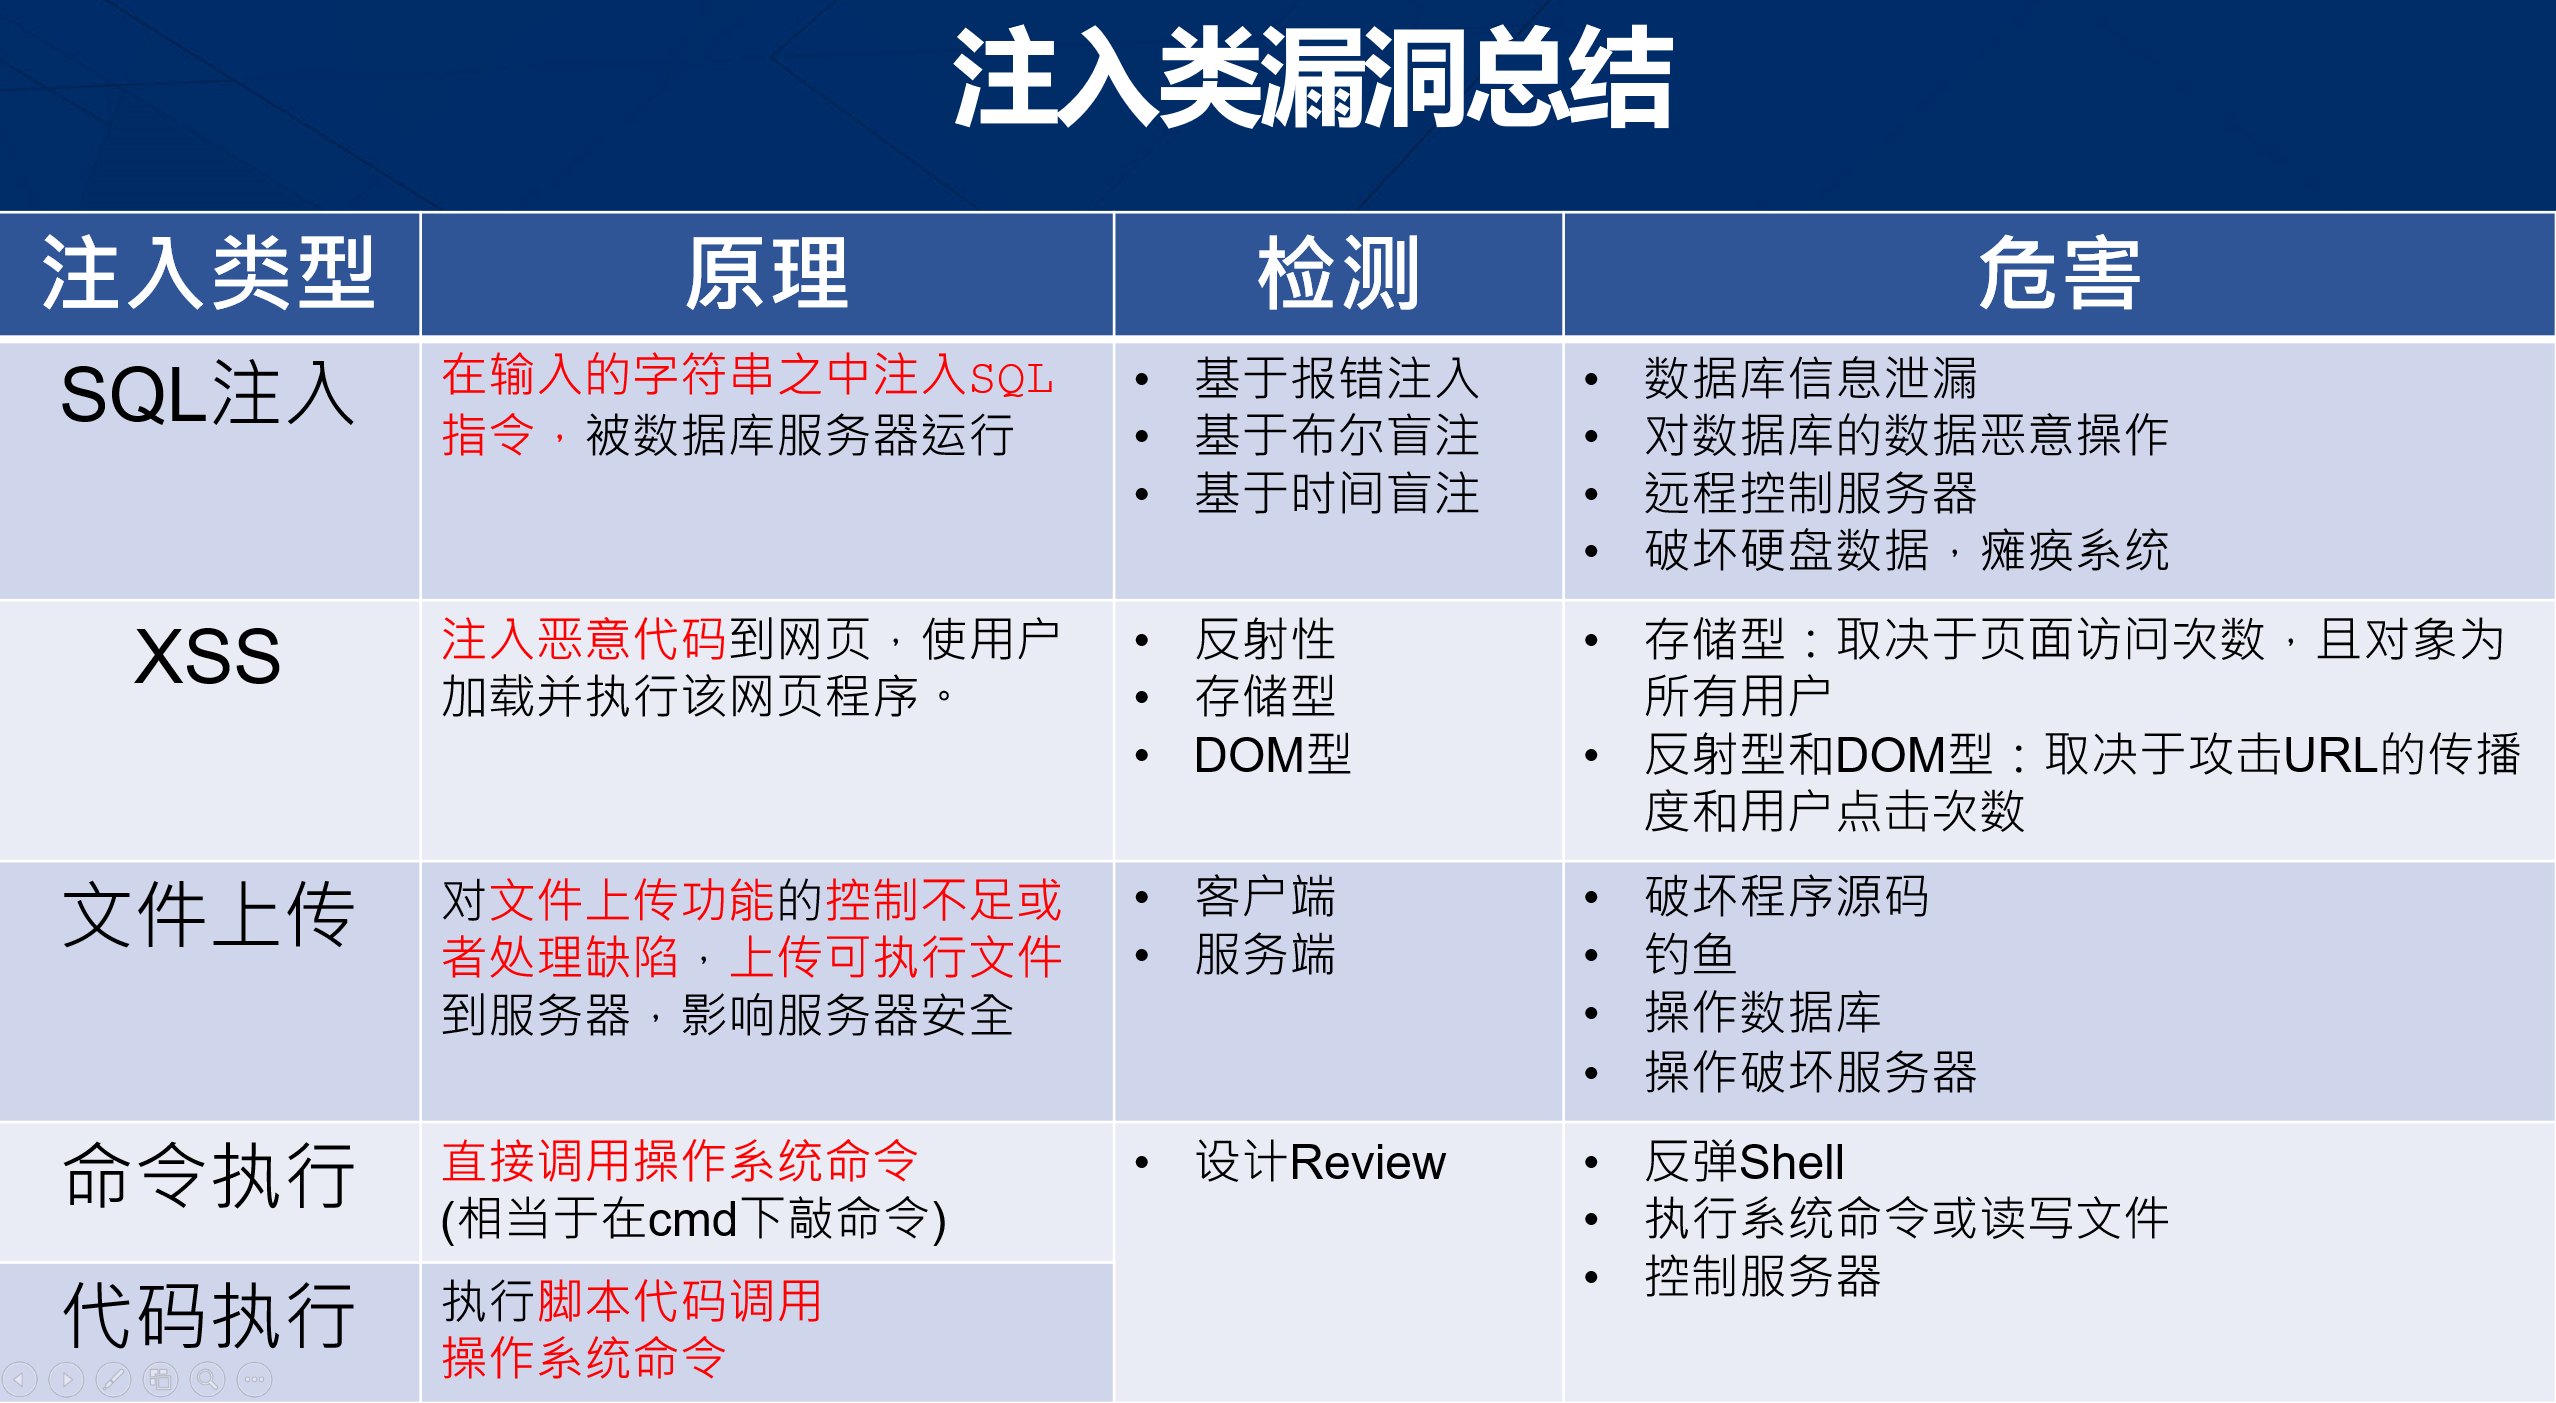 注入类漏洞总结
注入类型
原理
检测
危害
SQL注入
在输入的字符串之中注入SQL
指令，被数据库服务器运行
• 基于报错注入
• 基于布尔盲注
• 基于时间盲注
• 数据库信息泄漏
• 对数据库的数据恶意操作
• 远程控制服务器
• 破坏硬盘数据，瘫痪系统
XSS
注入恶意代码到网页，使用户
加载并执行该网页程序。
• 反射性
• 存储型
• DOM型
• 存储型：取决于页面访问次数，且对象为
所有用户
• 反射型和DOM型：取决于攻击URL的传播
度和用户点击次数
文件上传
对文件上传功能的控制不足或
者处理缺陷，上传可执行文件
到服务器，影响服务器安全
• 客户端
• 服务端
• 破坏程序源码
• 钓鱼
• 操作数据库
• 操作破坏服务器
命令执行
直接调用操作系统命令
(相当于在cmd下敲命令)
• 设计Review
• 反弹Shell
• 执行系统命令或读写文件
• 控制服务器
代码执行
执行脚本代码调用
操作系统命令